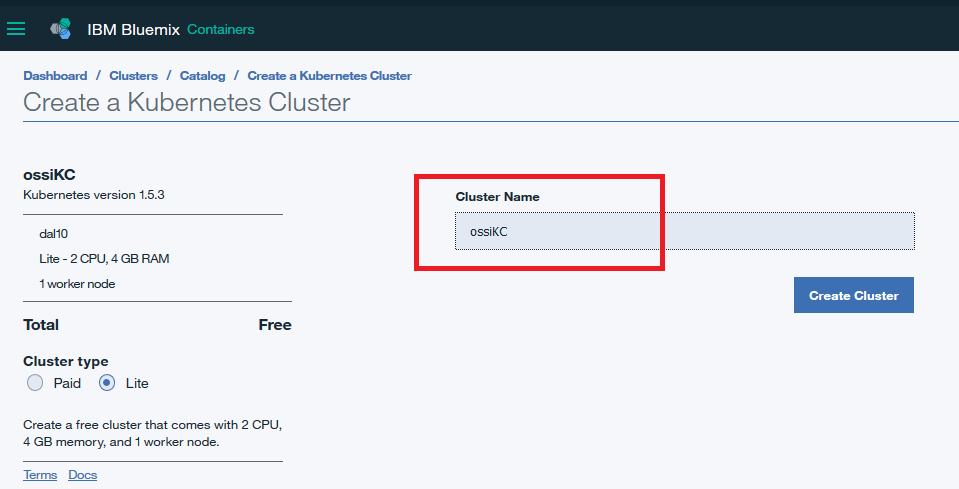 IBM Bluemix Containers
Dashboard / Clusters / Catalog / Create a Kubernetes Cluster
Create a Kubernetes Cluster
ossiKC
Kubernetes version 1.5.3
dal10
Lite - 2 CPU, 4 GB RAM
1 worker node
Total Free
Cluster type
Paid Lite
Create a free cluster that comes with 2 CPU,
4 GB memory, and 1 worker node.
Terms Docs
Cluster Name
ossiKC
Create Cluster